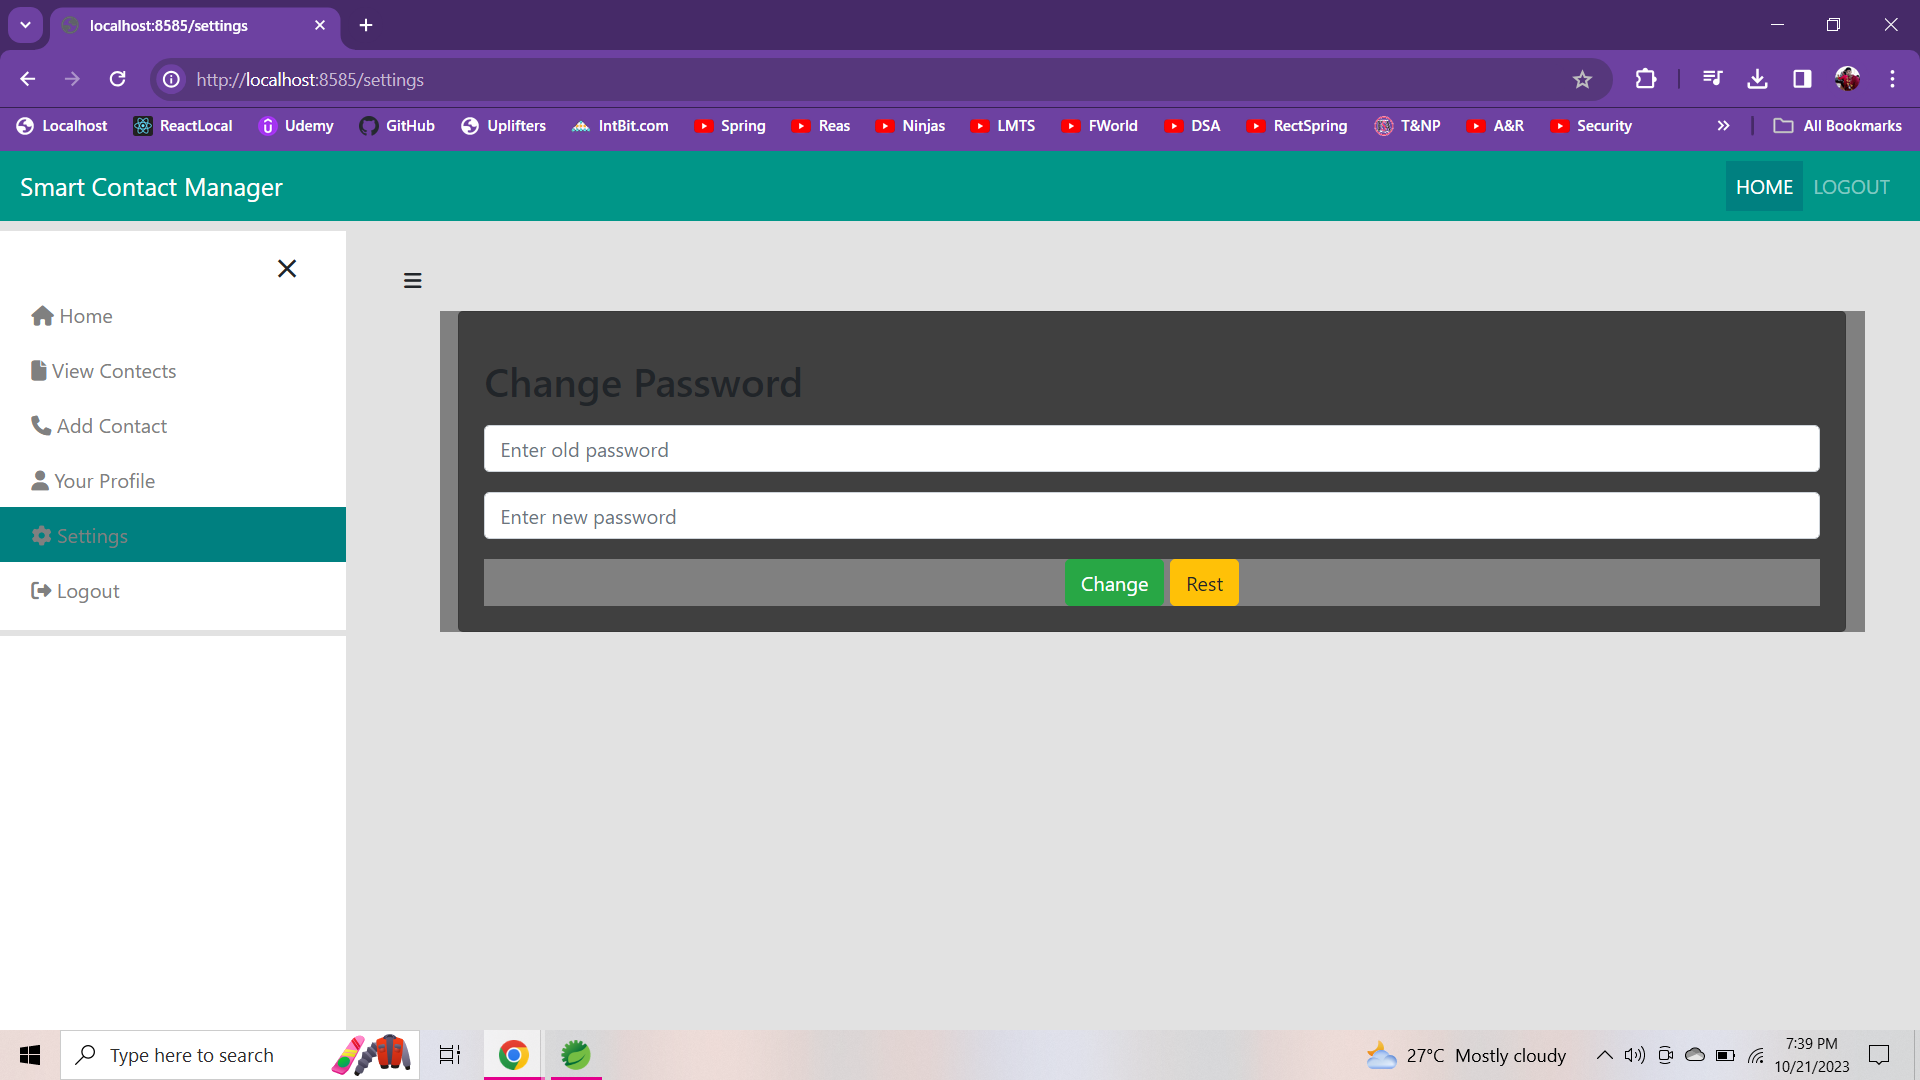 localhost:8585/settings
http://localhost:8585/settings
Localhost ReactLocal Udemy GitHub Uplifters IntBit.com Spring Reas Ninjas LMTS FWorld DSA RectSpring T&NP A&R Security All Bookmarks
Smart Contact Manager HOME LOGOUT
Home
View Contects
Add Contact
Your Profile
Settings
Logout
Change Password
Enter old password
Enter new password
Change Rest
Type here to search 27°C Mostly cloudy
7:39 PM
10/21/2023